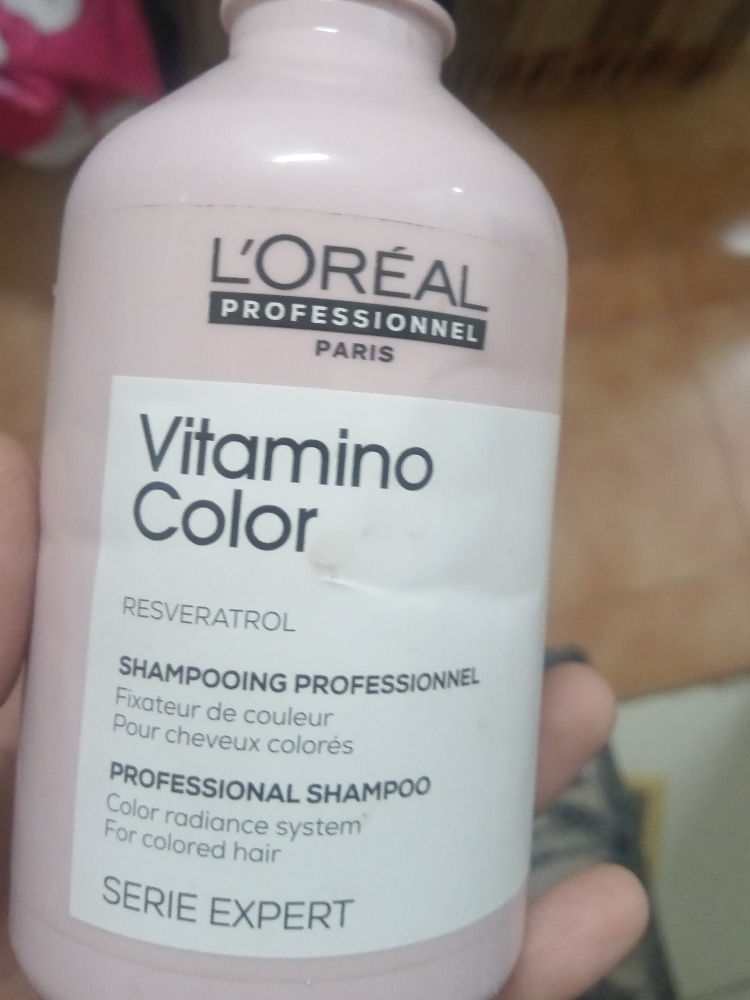 L'ORÉAL
PROFESSIONNEL
PARIS
Vitamino
Color
RESVERATROL
SHAMPOOING PROFESSIONNEL
Fixateur de couleur
Pour cheveux colorés
PROFESSIONAL SHAMPOO
Color radiance system
For colored hair
SERIE EXPERT